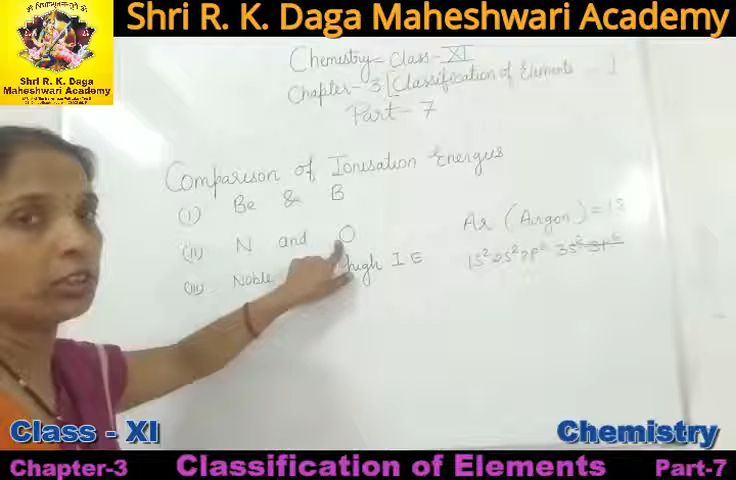 Shri R. K. Daga Maheshwari Academy
Shri R. K. Daga
Maheshwari Academy
Chemistry - Class - XI
Chapter - 3 [Classification of Elements
Part - 7
Comparison of Ionisation Energies
(i) Be & B
(ii) N and O
(iii) Noble high I.E
Ar (Argon) = 18
1s² 2s² 2p⁶ 3s² 3p⁶
Class - XI
Chemistry
Chapter-3 Classification of Elements Part-7